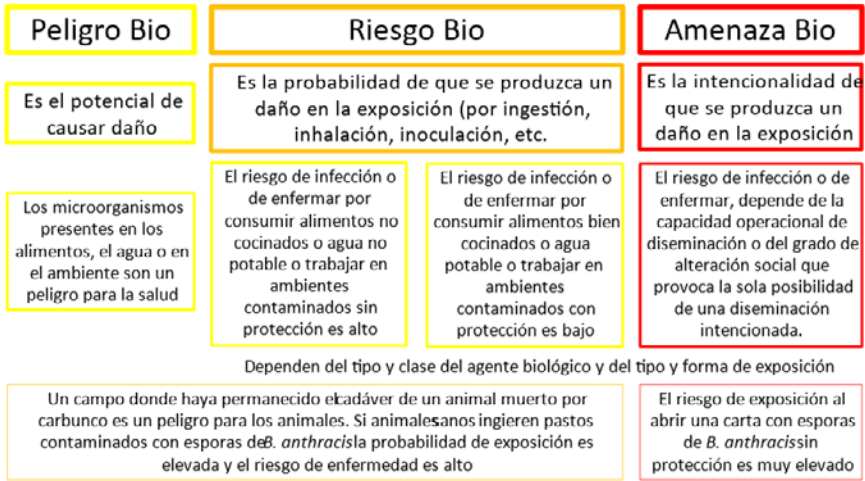 Peligro Bio
Riesgo Bio
Amenaza Bio
Es el potencial de
causar daño
Es la probabilidad de que se produzca un
daño en la exposición (por ingestión,
inhalación, inoculación, etc.
Es la intencionalidad de
que se produzca un
daño en la exposición
Los microorganismos
presentes en los
alimentos, el agua o en
el ambiente son un
peligro para la salud
El riesgo de infección o
de enfermar por
consumir alimentos no
cocinados o agua no
potable o trabajar en
ambientes
contaminados sin
protección es alto
El riesgo de infección o
de enfermar por
consumir alimentos bien
cocinados o agua
potable o trabajar en
ambientes
contaminados con
protección es bajo
El riesgo de infección o de
enfermar, depende de la
capacidad operacional de
diseminación o del grado de
alteración social que
provoca la sola posibilidad
de una diseminación
intencionada.
Dependen del tipo y clase del agente biológico y del tipo y forma de exposición
Un campo donde haya permanecido el cadáver de un animal muerto por
carbunco es un peligro para los animales. Si animales sanos ingieren pastos
contaminados con esporas de B. anthracis la probabilidad de exposición es
elevada y el riesgo de enfermedad es alto
El riesgo de exposición al
abrir una carta con esporas
de B. anthracis sin
protección es muy elevado